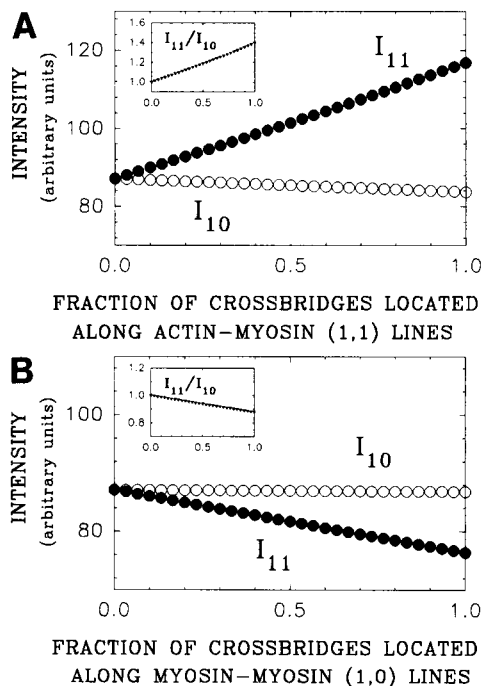 A
I11/I10
1.6
1.4
1.2
1.0
0.0 0.5 1.0
I11
I10
120
100
80
INTENSITY
(arbitrary units)
0.0 0.5 1.0
FRACTION OF CROSSBRIDGES LOCATED
ALONG ACTIN-MYOSIN (1,1) LINES
B
I11/I10
1.2
1.0
0.8
0.0 0.5 1.0
I10
I11
100
80
INTENSITY
(arbitrary units)
0.0 0.5 1.0
FRACTION OF CROSSBRIDGES LOCATED
ALONG MYOSIN-MYOSIN (1,0) LINES